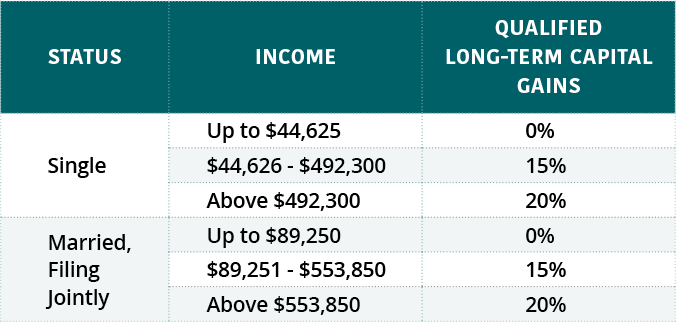 STATUS INCOME QUALIFIED
LONG-TERM CAPITAL
GAINS
Single
Up to $44,625 0%
$44,626 - $492,300 15%
Above $492,300 20%
Married,
Filing
Jointly
Up to $89,250 0%
$89,251 - $553,850 15%
Above $553,850 20%